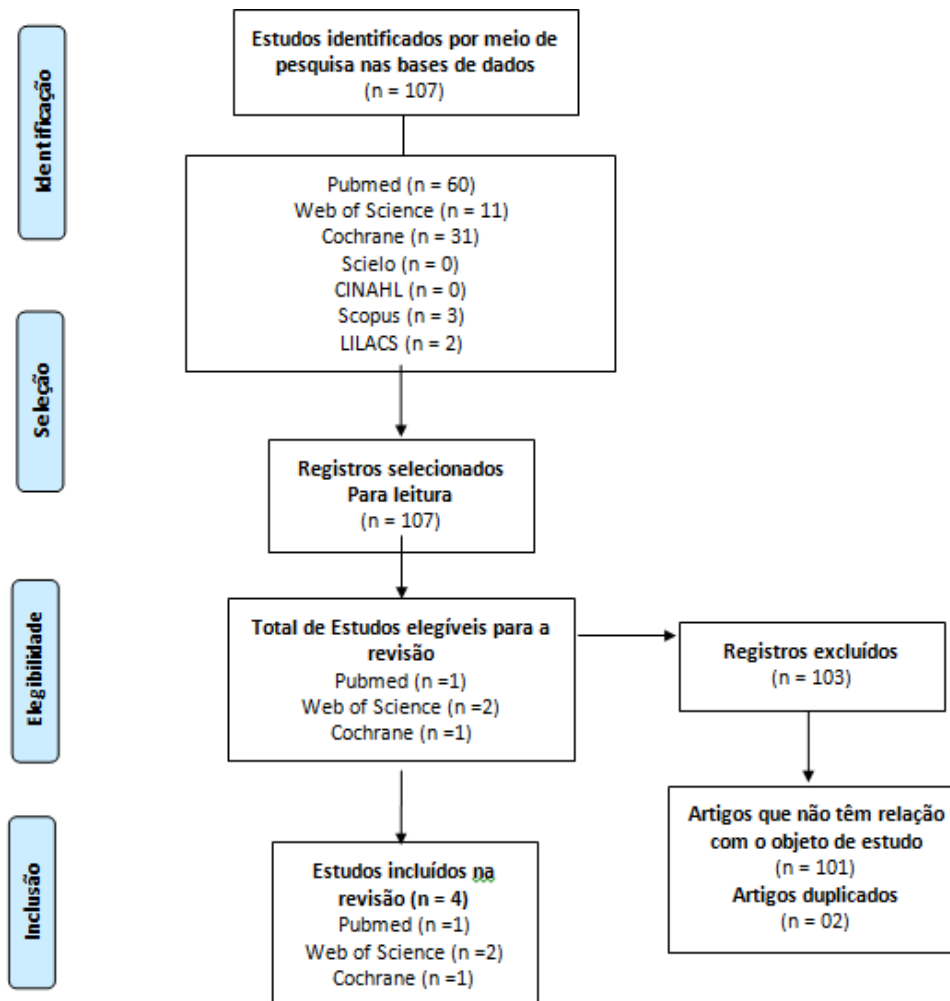 Identificação
Estudos identificados por meio de
pesquisa nas bases de dados
(n = 107)
Pubmed (n = 60)
Web of Science (n = 11)
Cochrane (n = 31)
Scielo (n = 0)
CINAHL (n = 0)
Scopus (n = 3)
LILACS (n = 2)
Seleção
Registros selecionados
Para leitura
(n = 107)
Elegibilidade
Total de Estudos elegíveis para a
revisão
Pubmed (n =1)
Web of Science (n =2)
Cochrane (n =1)
Registros excluídos
(n = 103)
Artigos que não têm relação
com o objeto de estudo
(n = 101)
Artigos duplicados
(n = 02)
Inclusão
Estudos incluídos na
revisão (n = 4)
Pubmed (n =1)
Web of Science (n =2)
Cochrane (n =1)